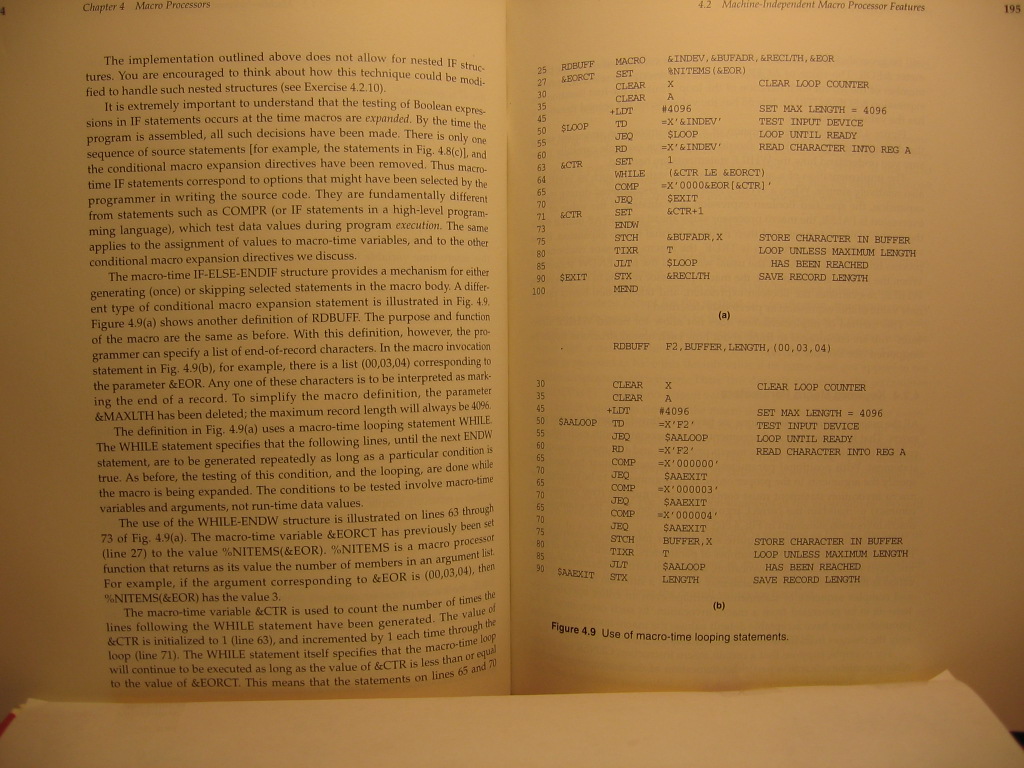 4
Chapter 4 Macro Processors
The implementation outlined above does not allow for nested IF struc-
tures. You are encouraged to think about how this technique could be modi-
fied to handle such nested structures (see Exercise 4.2.10).
It is extremely important to understand that the testing of Boolean expres-
sions in IF statements occurs at the time macros are expanded. By the time the
program is assembled, all such decisions have been made. There is only one
sequence of source statements [for example, the statements in Fig. 4.8(c)], and
the conditional macro expansion directives have been removed. Thus macro-
time IF statements correspond to options that might have been selected by the
programmer in writing the source code. They are fundamentally different
from statements such as COMPR (or IF statements in a high-level program-
ming language), which test data values during program execution. The same
applies to the assignment of values to macro-time variables, and to the other
conditional macro expansion directives we discuss.
The macro-time IF-ELSE-ENDIF structure provides a mechanism for either
generating (once) or skipping selected statements in the macro body. A differ-
ent type of conditional macro expansion statement is illustrated in Fig. 4.9.
Figure 4.9(a) shows another definition of RDBUFF. The purpose and function
of the macro are the same as before. With this definition, however, the pro-
grammer can specify a list of end-of-record characters. In the macro invocation
statement in Fig. 4.9(b), for example, there is a list (00,03,04) corresponding to
the parameter &EOR. Any one of these characters is to be interpreted as mark-
ing the end of a record. To simplify the macro definition, the parameter
&MAXLTH has been deleted; the maximum record length will always be 4096.
The definition in Fig. 4.9(a) uses a macro-time looping statement WHILE.
The WHILE statement specifies that the following lines, until the next ENDW
statement, are to be generated repeatedly as long as a particular condition is
true. As before, the testing of this condition, and the looping, are done while
the macro is being expanded. The conditions to be tested involve macro-time
variables and arguments, not run-time data values.
The use of the WHILE-ENDW structure is illustrated on lines 63 through
73 of Fig. 4.9(a). The macro-time variable &EORCT has previously been set
(line 27) to the value %NITEMS(&EOR). %NITEMS is a macro processor
function that returns as its value the number of members in an argument list.
For example, if the argument corresponding to &EOR is (00,03,04), then
%NITEMS(&EOR) has the value 3.
The macro-time variable &CTR is used to count the number of times the
lines following the WHILE statement have been generated. The value of
&CTR is initialized to 1 (line 63), and incremented by 1 each time through the
loop (line 71). The WHILE statement itself specifies that the macro-time loop
will continue to be executed as long as the value of &CTR is less than or equal
to the value of &EORCT. This means that the statements on lines 65 and 70
4.2 Machine-Independent Macro Processor Features 195
25 RDBUFF MACRO &INDEV,&BUFADR,&RECLTH,&EOR
27 &EORCT SET %NITEMS(&EOR)
30 CLEAR X CLEAR LOOP COUNTER
35 CLEAR A
45 +LDT #4096 SET MAX LENGTH = 4096
50 $LOOP TD =X'&INDEV' TEST INPUT DEVICE
55 JEQ $LOOP LOOP UNTIL READY
60 RD =X'&INDEV' READ CHARACTER INTO REG A
63 &CTR SET 1
64 WHILE (&CTR LE &EORCT)
65 COMP =X'0000&EOR[&CTR]'
70 JEQ $EXIT
71 &CTR SET &CTR+1
73 ENDW
75 STCH &BUFADR,X STORE CHARACTER IN BUFFER
80 TIXR T LOOP UNLESS MAXIMUM LENGTH
85 JLT $LOOP HAS BEEN REACHED
90 $EXIT STX &RECLTH SAVE RECORD LENGTH
100 MEND
(a)
. RDBUFF F2,BUFFER,LENGTH,(00,03,04)
30 CLEAR X CLEAR LOOP COUNTER
35 CLEAR A
45 +LDT #4096 SET MAX LENGTH = 4096
50 $AALOOP TD =X'F2' TEST INPUT DEVICE
55 JEQ $AALOOP LOOP UNTIL READY
60 RD =X'F2' READ CHARACTER INTO REG A
65 COMP =X'000000'
70 JEQ $AAEXIT
65 COMP =X'000003'
70 JEQ $AAEXIT
65 COMP =X'000004'
70 JEQ $AAEXIT
75 STCH BUFFER,X STORE CHARACTER IN BUFFER
80 TIXR T LOOP UNLESS MAXIMUM LENGTH
85 JLT $AALOOP HAS BEEN REACHED
90 $AAEXIT STX LENGTH SAVE RECORD LENGTH
(b)
Figure 4.9 Use of macro-time looping statements.